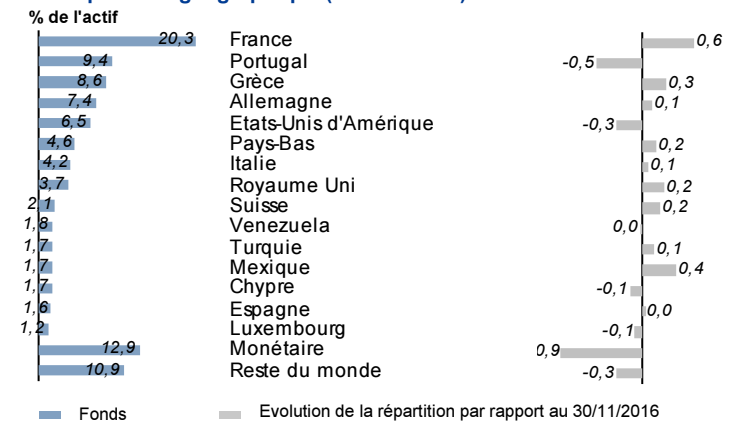 % de l'actif
20,3 France 0,6
9,4 Portugal -0,5
8,6 Grèce 0,3
7,4 Allemagne 0,1
6,5 Etats-Unis d'Amérique -0,3
4,6 Pays-Bas 0,2
4,2 Italie 0,1
3,7 Royaume Uni 0,2
2,1 Suisse 0,2
1,8 Venezuela 0,0
1,7 Turquie 0,1
1,7 Mexique 0,4
1,7 Chypre -0,1
1,6 Espagne 0,0
1,2 Luxembourg -0,1
12,9 Monétaire 0,9
10,9 Reste du monde -0,3
Fonds Evolution de la répartition par rapport au 30/11/2016